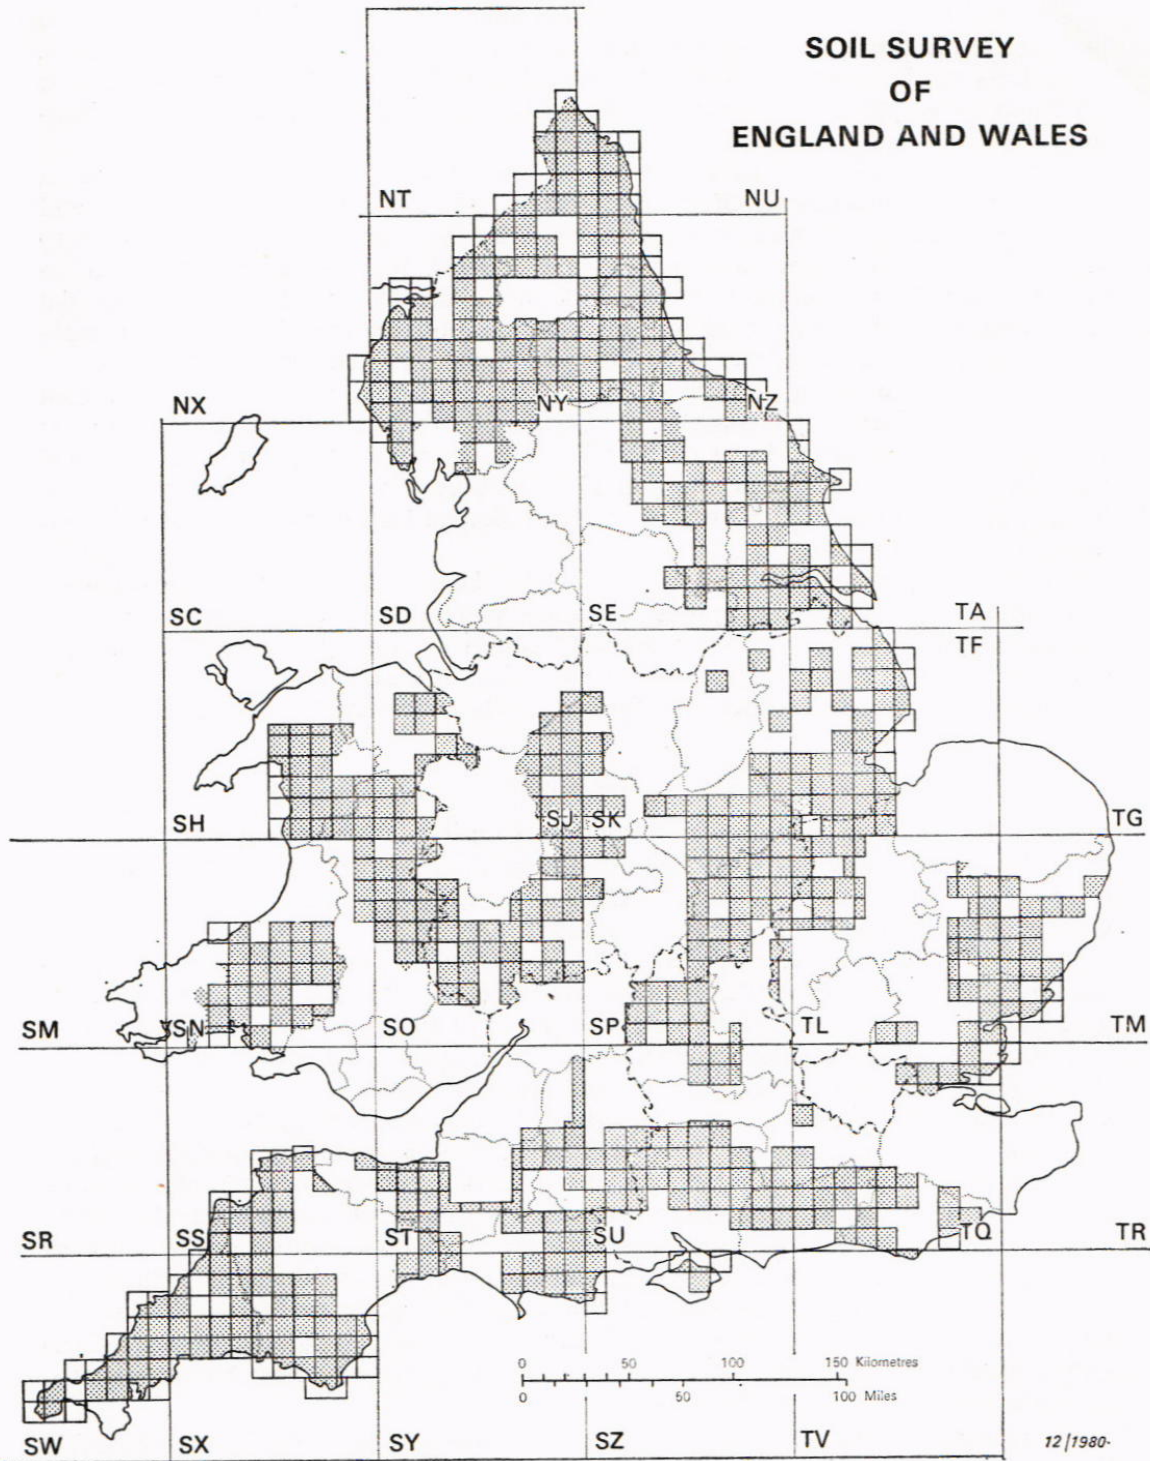 SOIL SURVEY
OF
ENGLAND AND WALES
NT
NU
NX
NY
NZ
SC
SD
SE
TA
TF
SH
SJ
SK
TG
SM
SN
SO
SP
TL
TM
SR
SS
ST
SU
TQ
TR
0 50 100 150 Kilometres
0 50 100 Miles
SW
SX
SY
SZ
TV
12/1980-